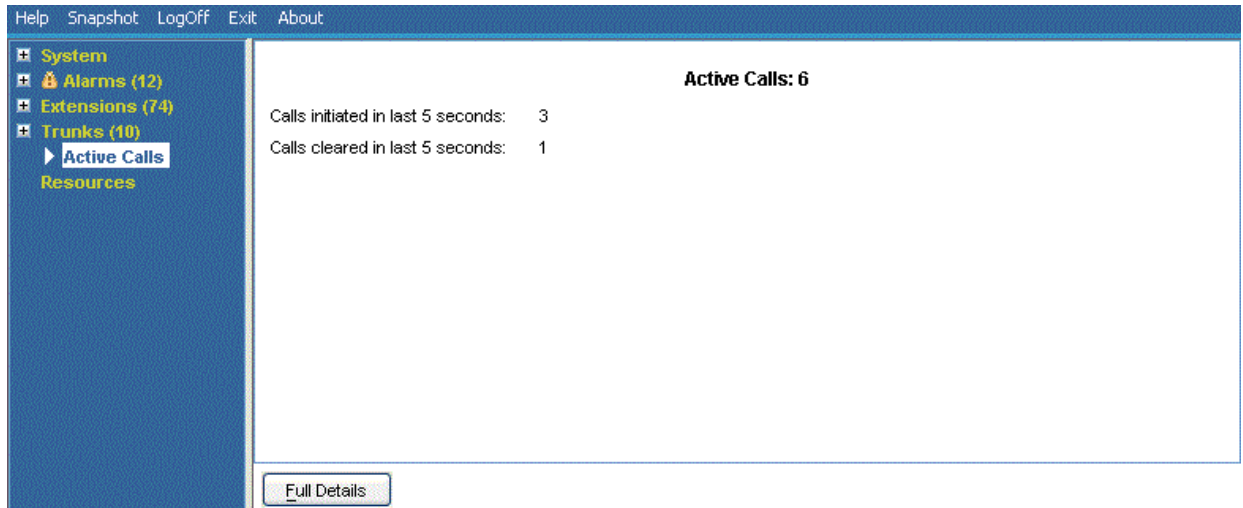 Help Snapshot LogOff Exit About
System
Alarms (12)
Extensions (74)
Trunks (10)
Active Calls
Resources
Active Calls: 6
Calls initiated in last 5 seconds: 3
Calls cleared in last 5 seconds: 1
Full Details